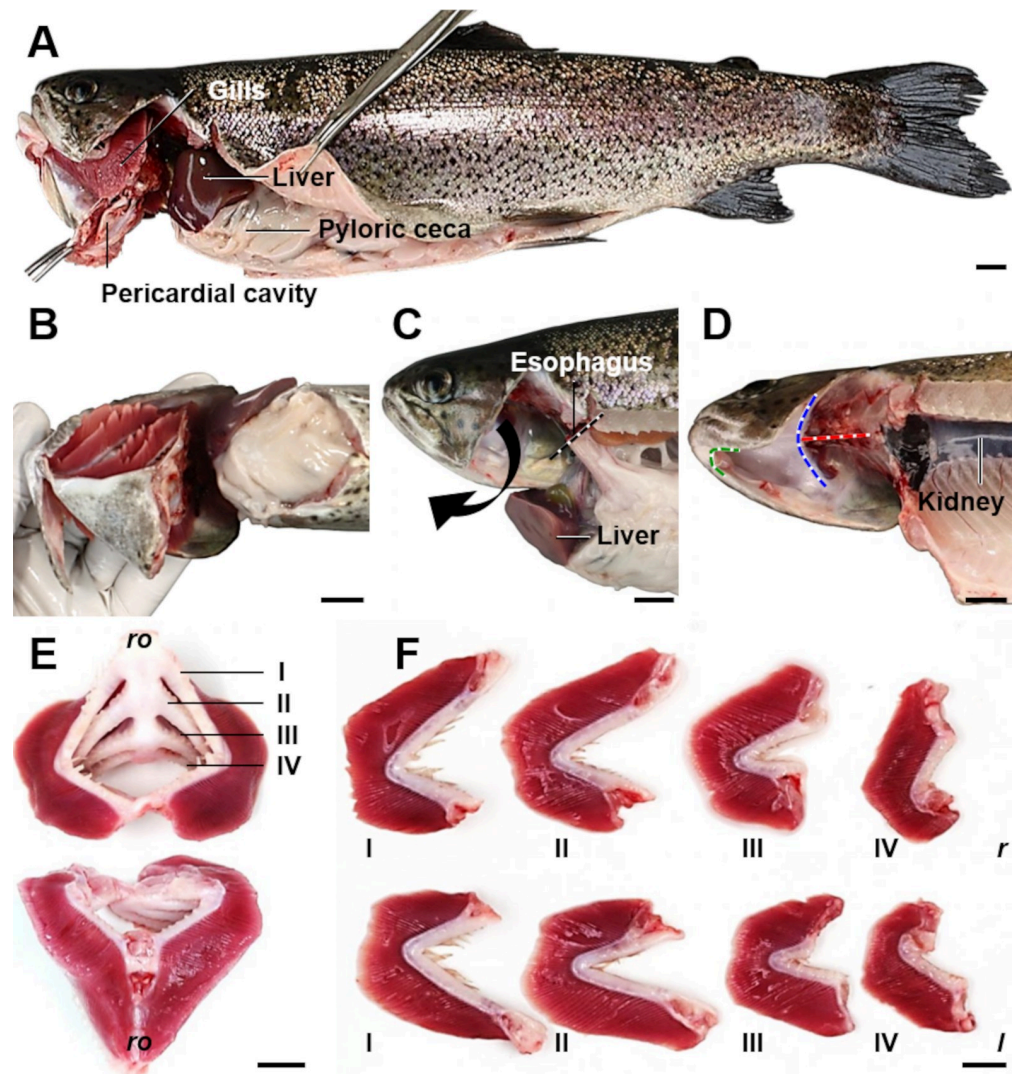 A
Gills
Liver
Pyloric ceca
Pericardial cavity
B
C
Esophagus
Liver
D
Kidney
E
ro
I
II
III
IV
ro
F
I
II
III
IV
r
I
II
III
IV
l